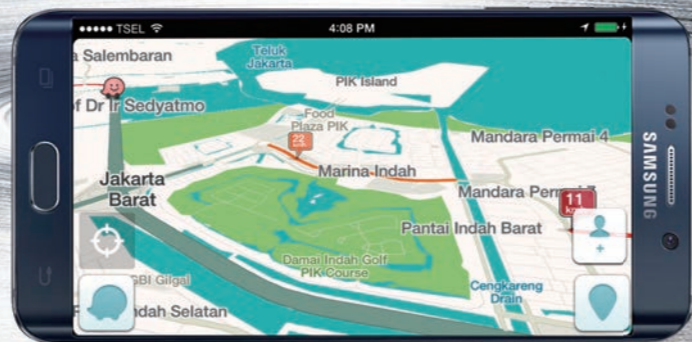 TSEL
4:08 PM
a Salembaran
Teluk
Jakarta
PIK Island
of Dr Ir Sedyatmo
Food
Plaza PIK
22
Mandara Permai 4
Marina Indah
Jakarta
Barat
Mandara Permai 7
11
Pantai Indah Barat
Damai Indah Golf
PIK Course
GBI Gilgal
Cengkareng
Drain
Indah Selatan
SAMSUNG